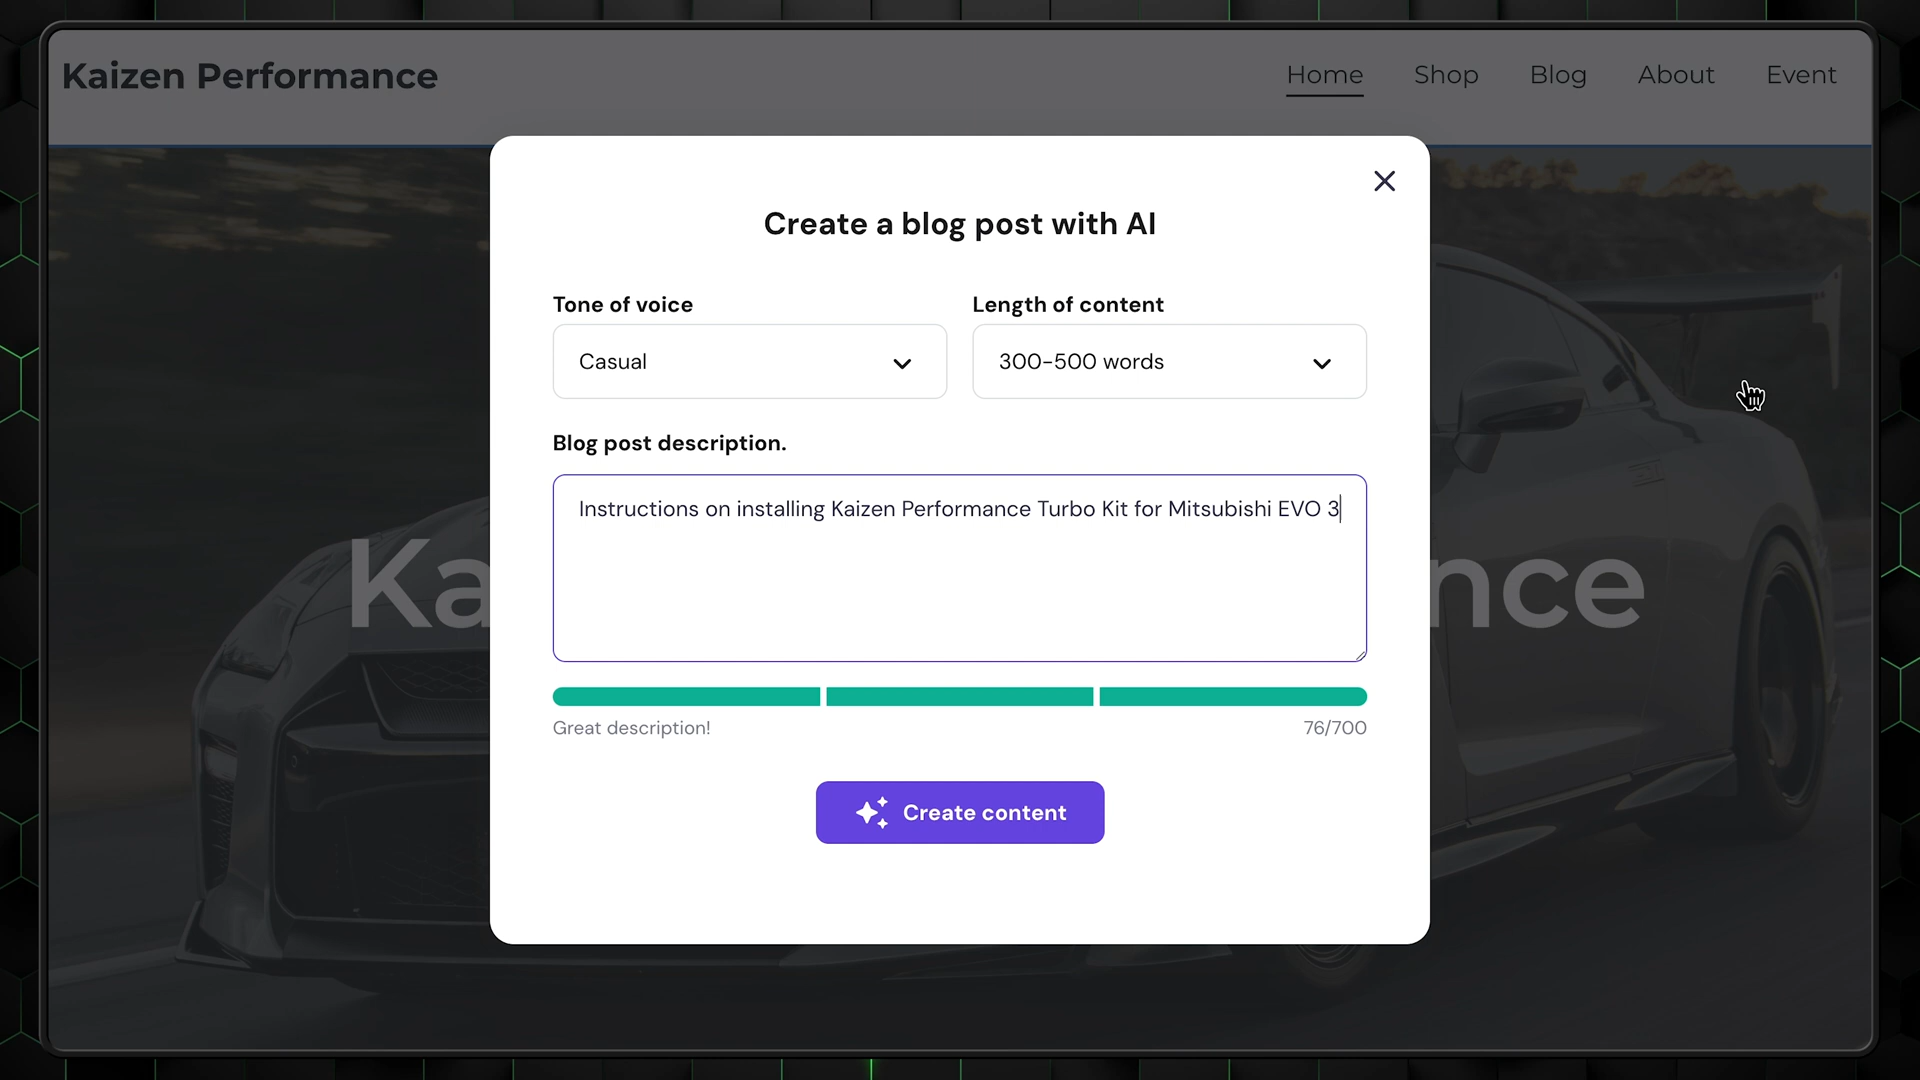 Kaizen Performance
Home Shop Blog About Event
Create a blog post with AI
Tone of voice Length of content
Casual 300-500 words
Blog post description.
Instructions on installing Kaizen Performance Turbo Kit for Mitsubishi EVO 3
Ka nce
Great description! 76/700
Create content